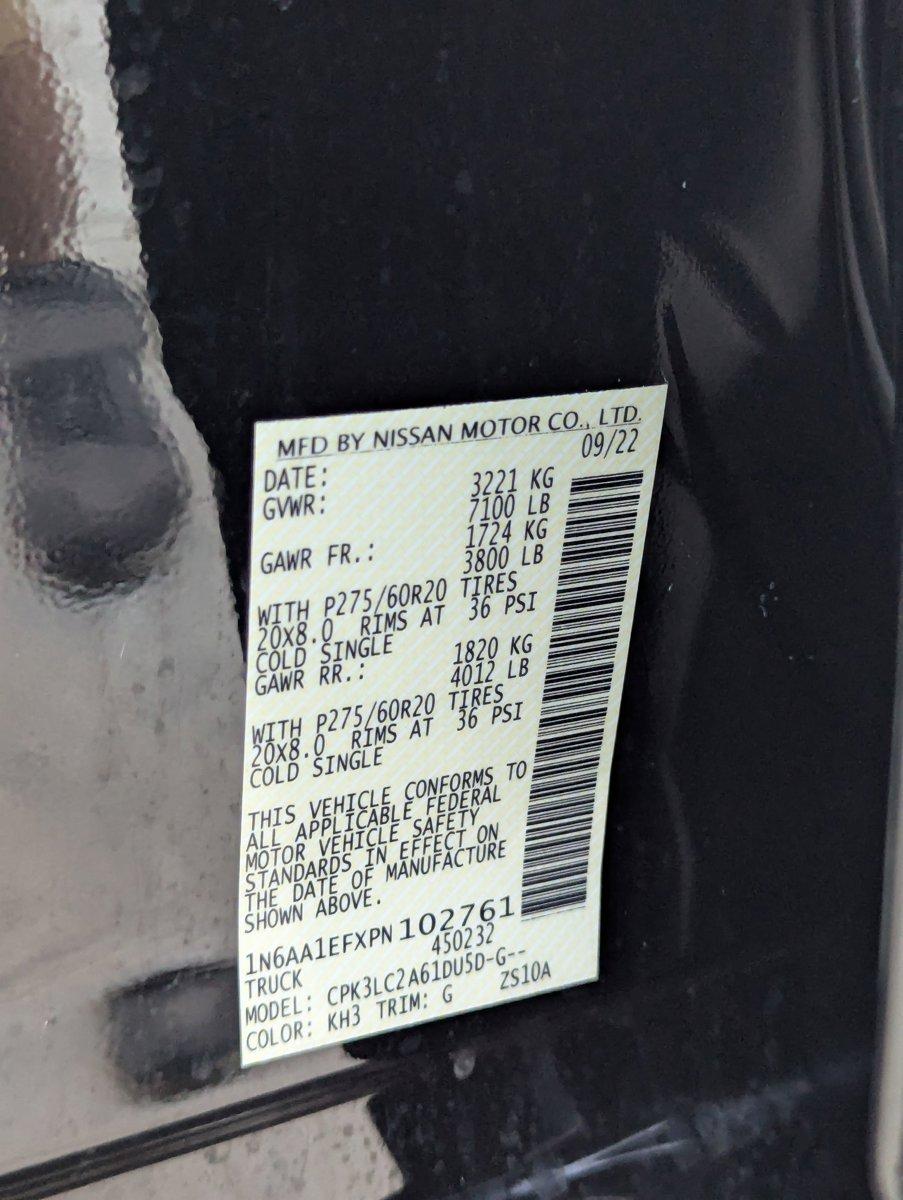 MFD BY NISSAN MOTOR CO., LTD.
DATE: 09/22
GVWR: 3221 KG
7100 LB
GAWR FR.: 1724 KG
3800 LB
WITH P275/60R20 TIRES
20X8.0 RIMS AT 36 PSI
COLD SINGLE
GAWR RR.: 1820 KG
4012 LB
WITH P275/60R20 TIRES
20X8.0 RIMS AT 36 PSI
COLD SINGLE
THIS VEHICLE CONFORMS TO
ALL APPLICABLE FEDERAL
MOTOR VEHICLE SAFETY
STANDARDS IN EFFECT ON
THE DATE OF MANUFACTURE
SHOWN ABOVE.
1N6AA1EFXPN102761
TRUCK 450232
MODEL: CPK3LC2A61DU5D-G--
COLOR: KH3 TRIM: G ZS10A